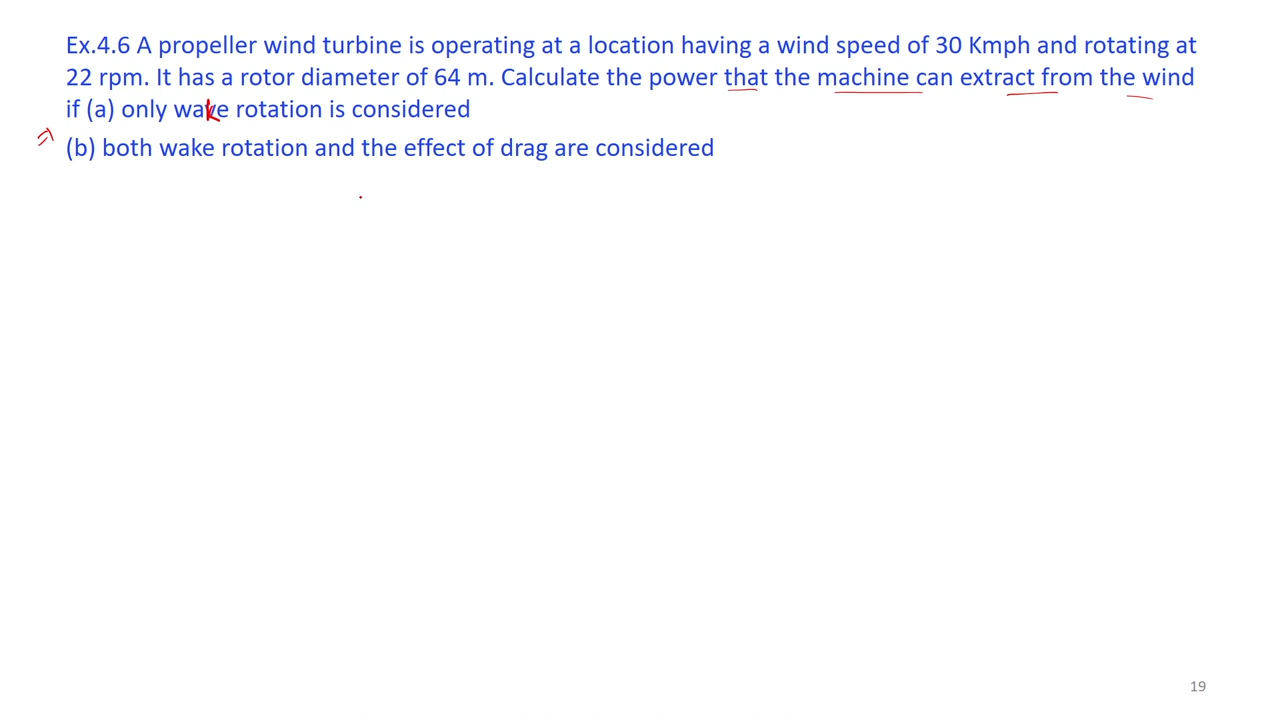 Ex.4.6 A propeller wind turbine is operating at a location having a wind speed of 30 Kmph and rotating at
22 rpm. It has a rotor diameter of 64 m. Calculate the power that the machine can extract from the wind
if (a) only wake rotation is considered
(b) both wake rotation and the effect of drag are considered
19